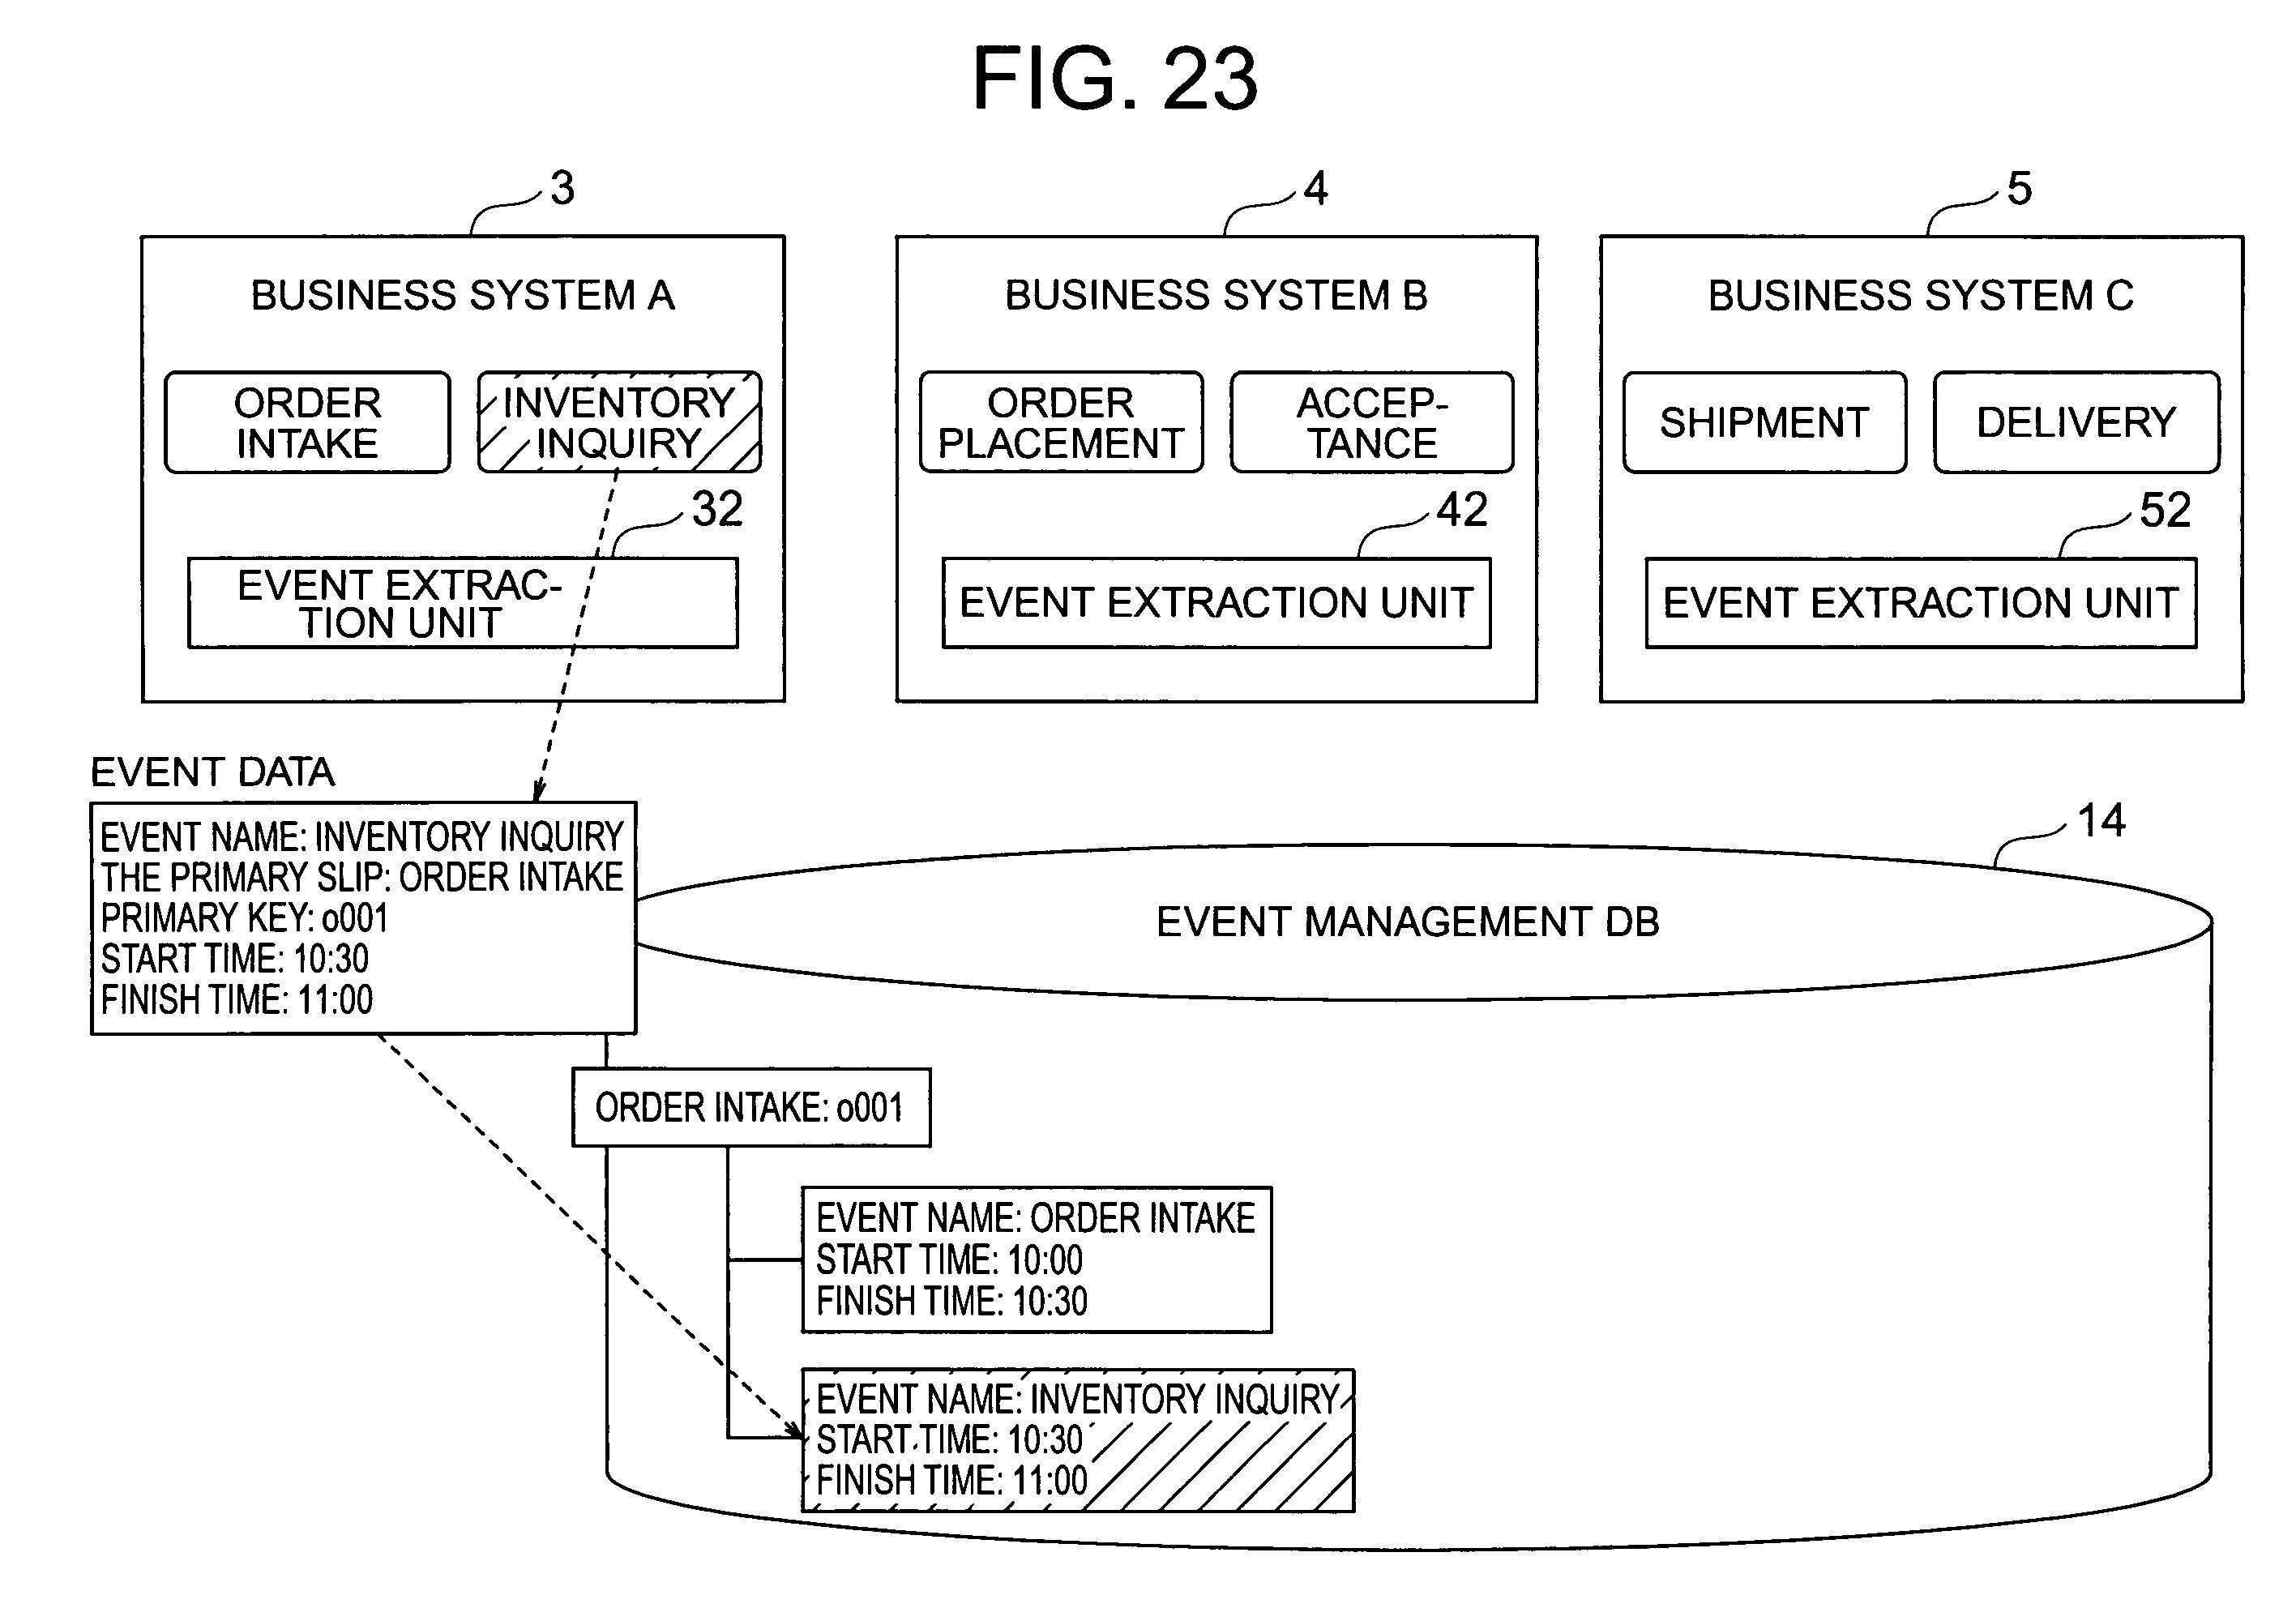 FIG. 23
3
4
5
BUSINESS SYSTEM A
ORDER
INTAKE
INVENTORY
INQUIRY
32
EVENT EXTRAC-
TION UNIT
BUSINESS SYSTEM B
ORDER
PLACEMENT
ACCEP-
TANCE
42
EVENT EXTRACTION UNIT
BUSINESS SYSTEM C
SHIPMENT
DELIVERY
52
EVENT EXTRACTION UNIT
EVENT DATA
EVENT NAME: INVENTORY INQUIRY
THE PRIMARY SLIP: ORDER INTAKE
PRIMARY KEY: o001
START TIME: 10:30
FINISH TIME: 11:00
14
EVENT MANAGEMENT DB
ORDER INTAKE: o001
EVENT NAME: ORDER INTAKE
START TIME: 10:00
FINISH TIME: 10:30
EVENT NAME: INVENTORY INQUIRY
START TIME: 10:30
FINISH TIME: 11:00